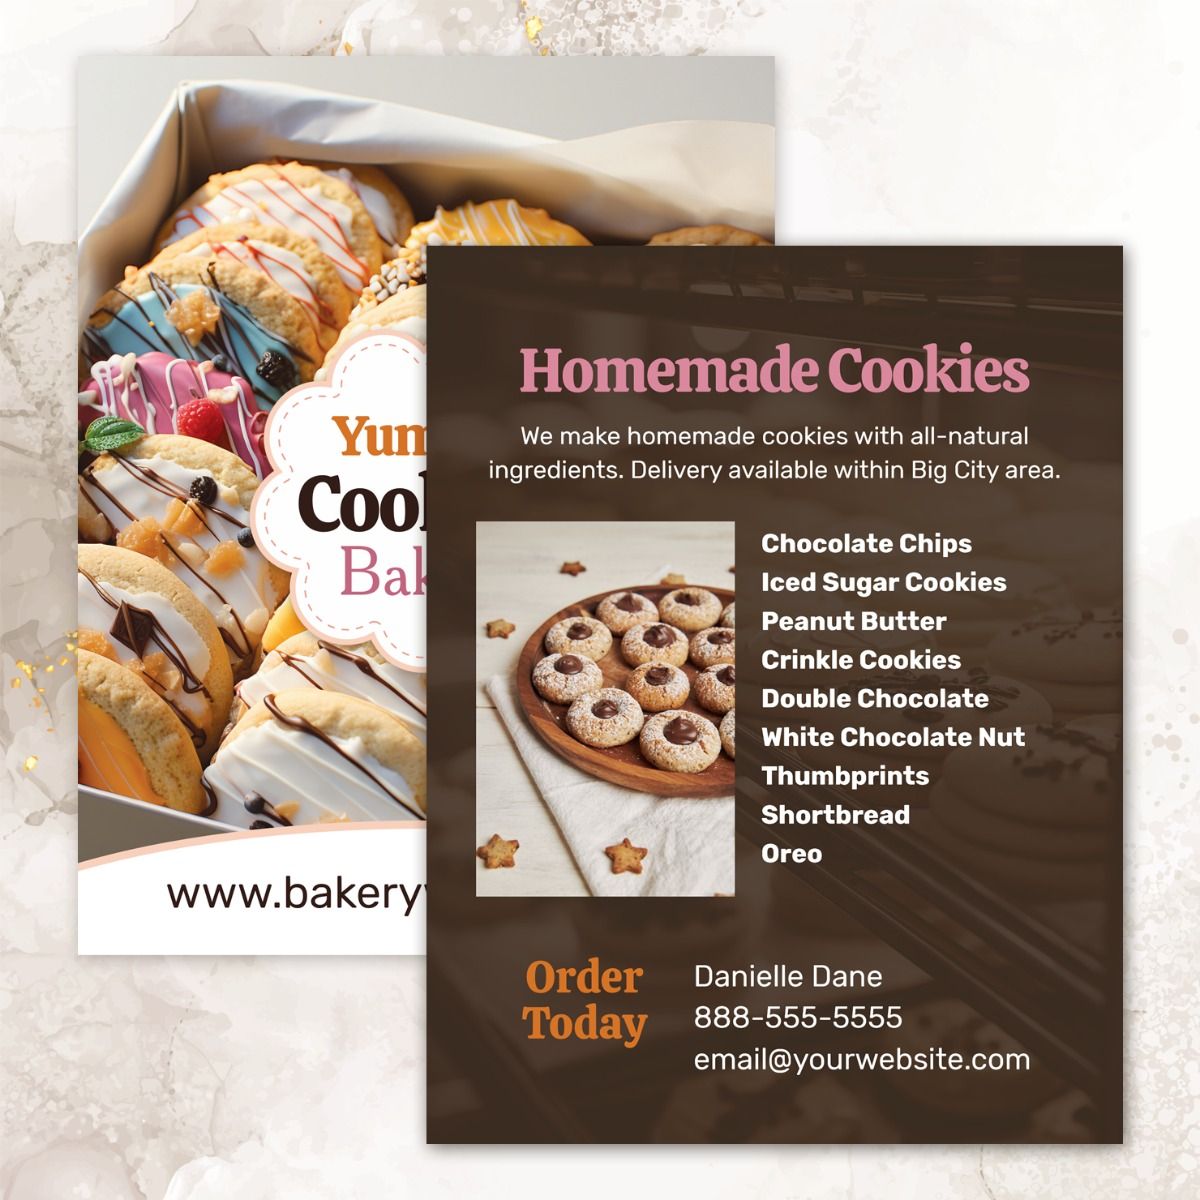 Homemade Cookies
We make homemade cookies with all-natural
ingredients. Delivery available within Big City area.
Chocolate Chips
Iced Sugar Cookies
Peanut Butter
Crinkle Cookies
Double Chocolate
White Chocolate Nut
Thumbprints
Shortbread
Oreo
Order
Today
Danielle Dane
888-555-5555
email@yourwebsite.com